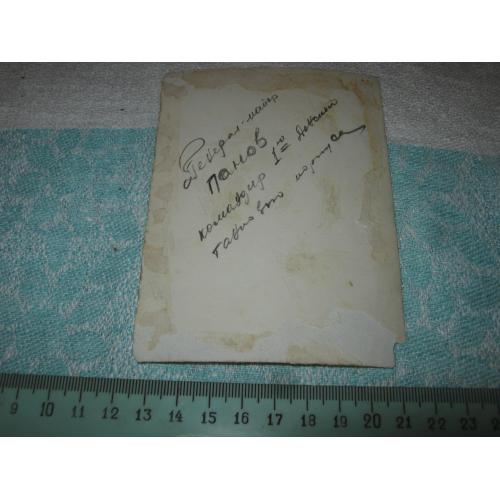 Генерал-майор
Панов
командир 1го Донского
танкового корпуса
9 10 11 12 13 14 15 16 17 18 19 20 21 22 23 2